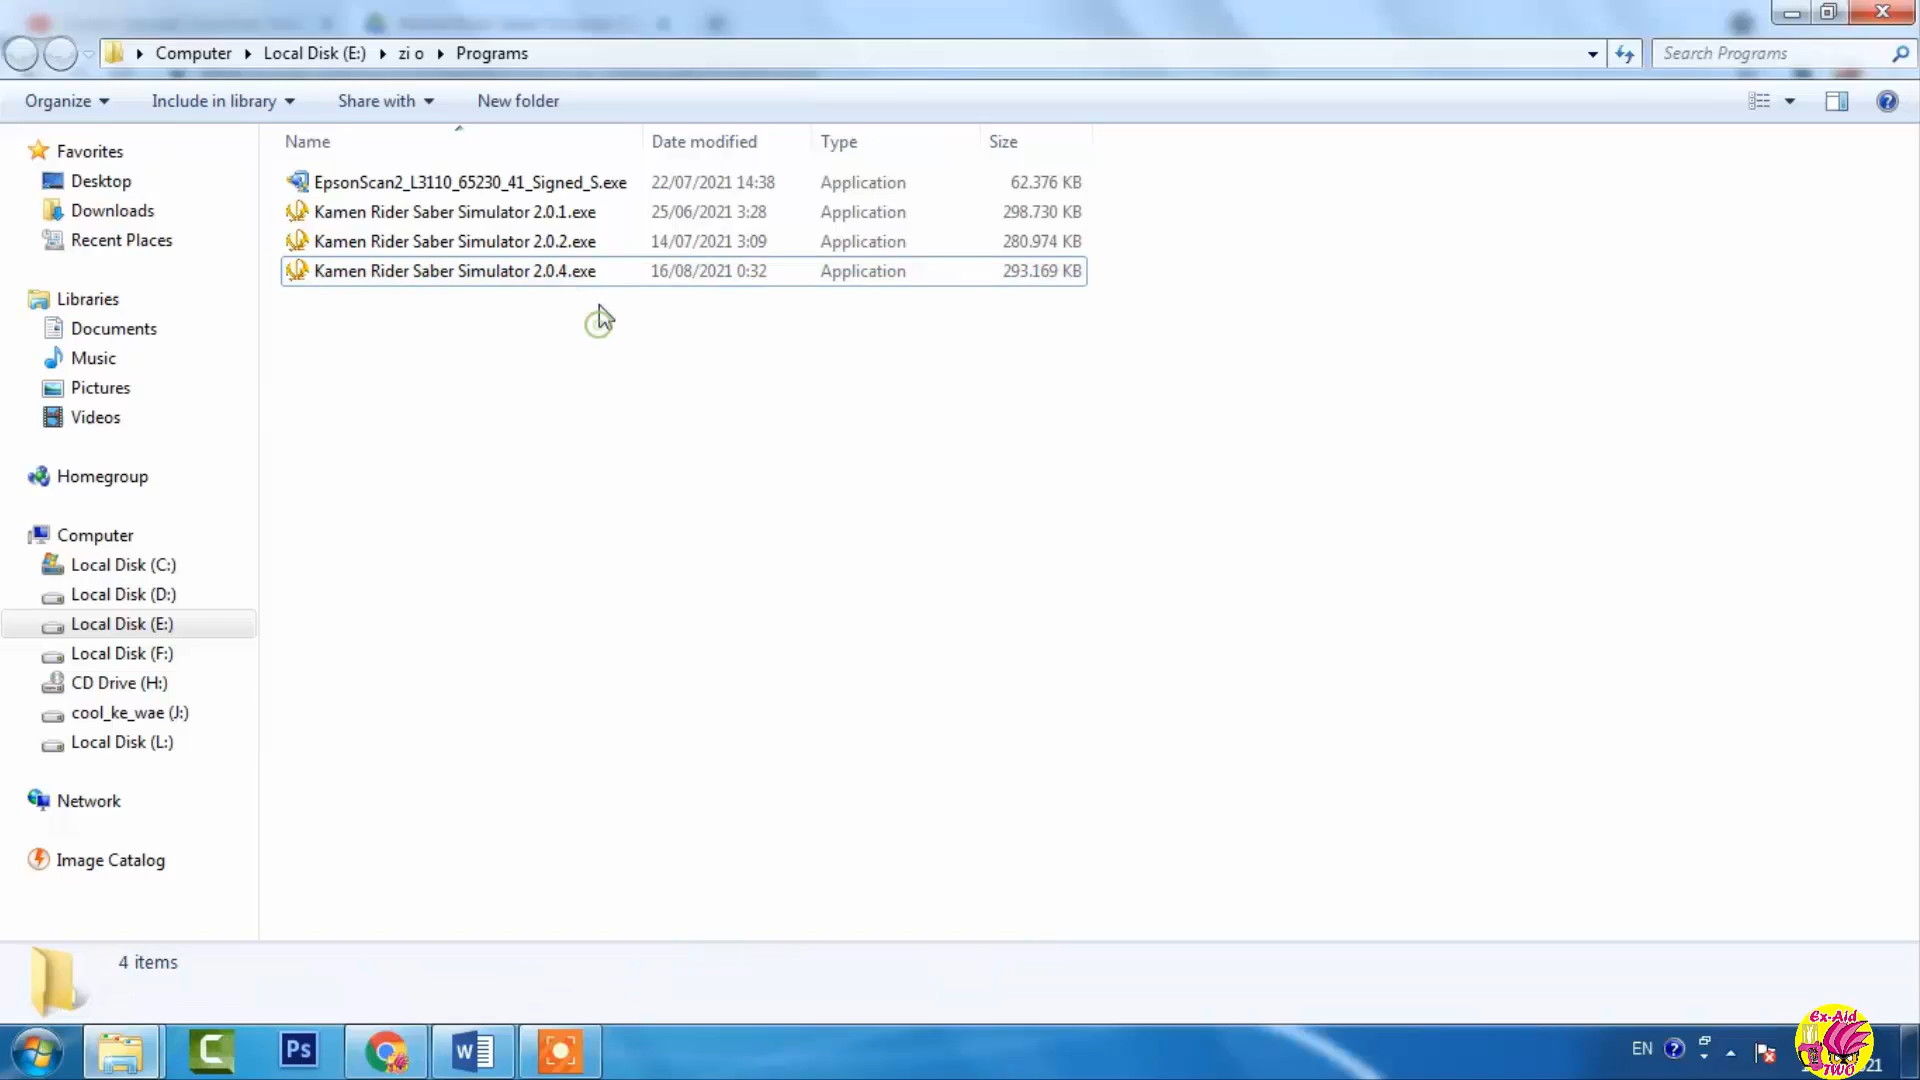 Computer Local Disk (E:) zi o Programs Search Programs
Organize Include in library Share with New folder
Name Date modified Type Size
EpsonScan2_L3110_65230_41_Signed_S.exe 22/07/2021 14:38 Application 62.376 KB
Kamen Rider Saber Simulator 2.0.1.exe 25/06/2021 3:28 Application 298.730 KB
Kamen Rider Saber Simulator 2.0.2.exe 14/07/2021 3:09 Application 280.974 KB
Kamen Rider Saber Simulator 2.0.4.exe 16/08/2021 0:32 Application 293.169 KB
Favorites
Desktop
Downloads
Recent Places
Libraries
Documents
Music
Pictures
Videos
Homegroup
Computer
Local Disk (C:)
Local Disk (D:)
Local Disk (E:)
Local Disk (F:)
CD Drive (H:)
cool_ke_wae (J:)
Local Disk (L:)
Network
Image Catalog
4 items
Ps
W
EN
Ex-Aid
TWO